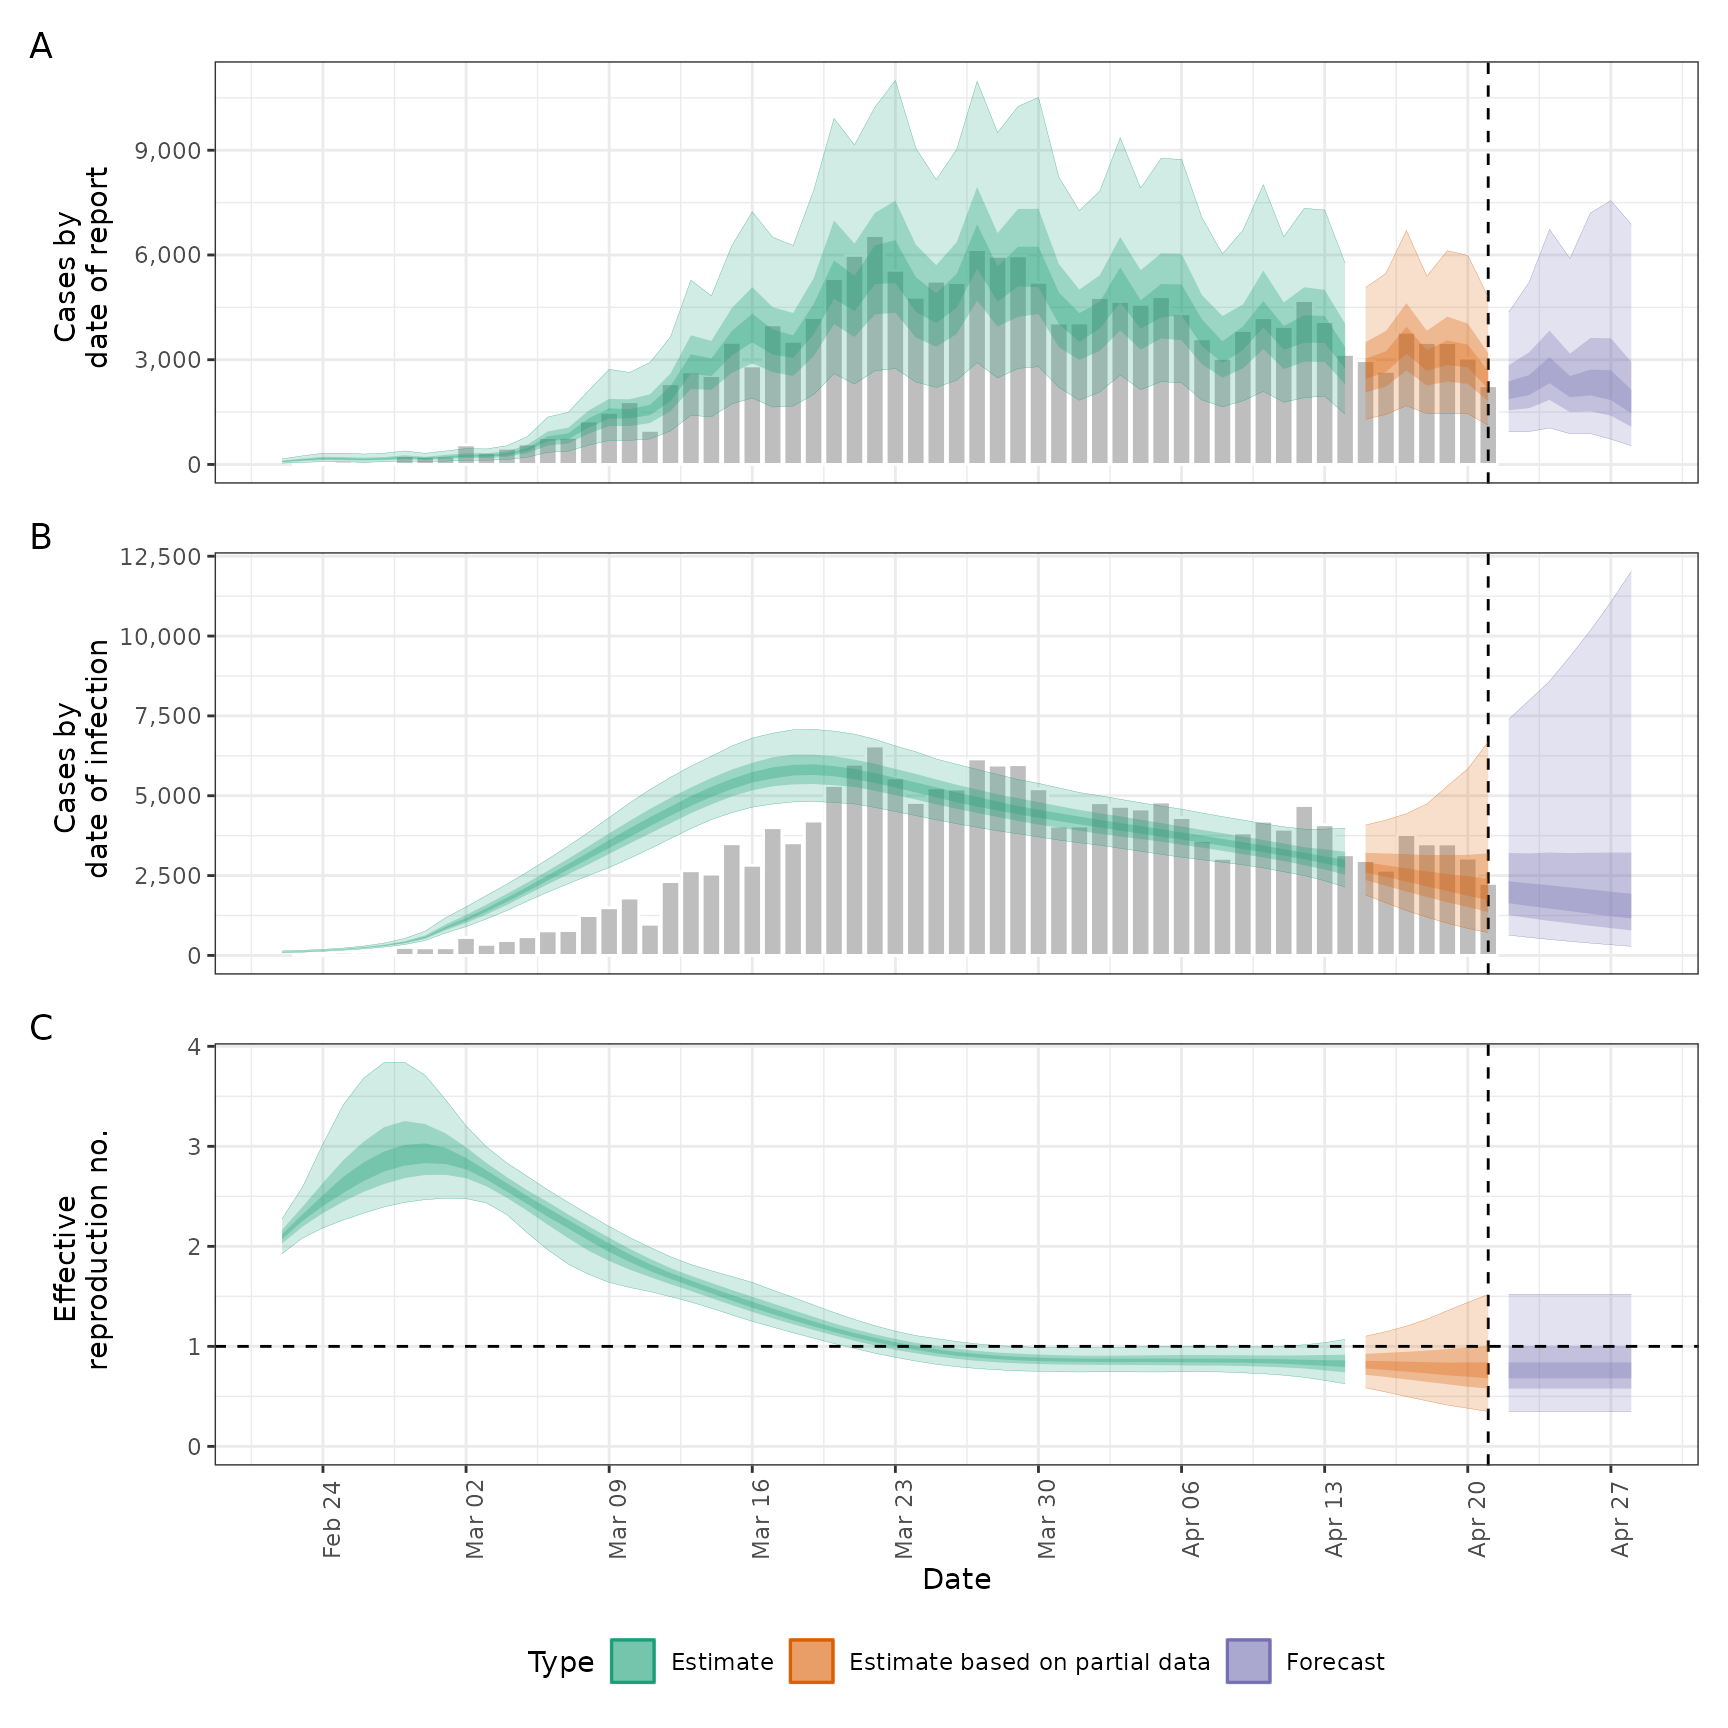 A
Cases by
date of report
9,000
6,000
3,000
0
B
Cases by
date of infection
12,500
10,000
7,500
5,000
2,500
0
C
Effective
reproduction no.
4
3
2
1
0
Feb 24
Mar 02
Mar 09
Mar 16
Mar 23
Mar 30
Apr 06
Apr 13
Apr 20
Apr 27
Date
Type
Estimate
Estimate based on partial data
Forecast